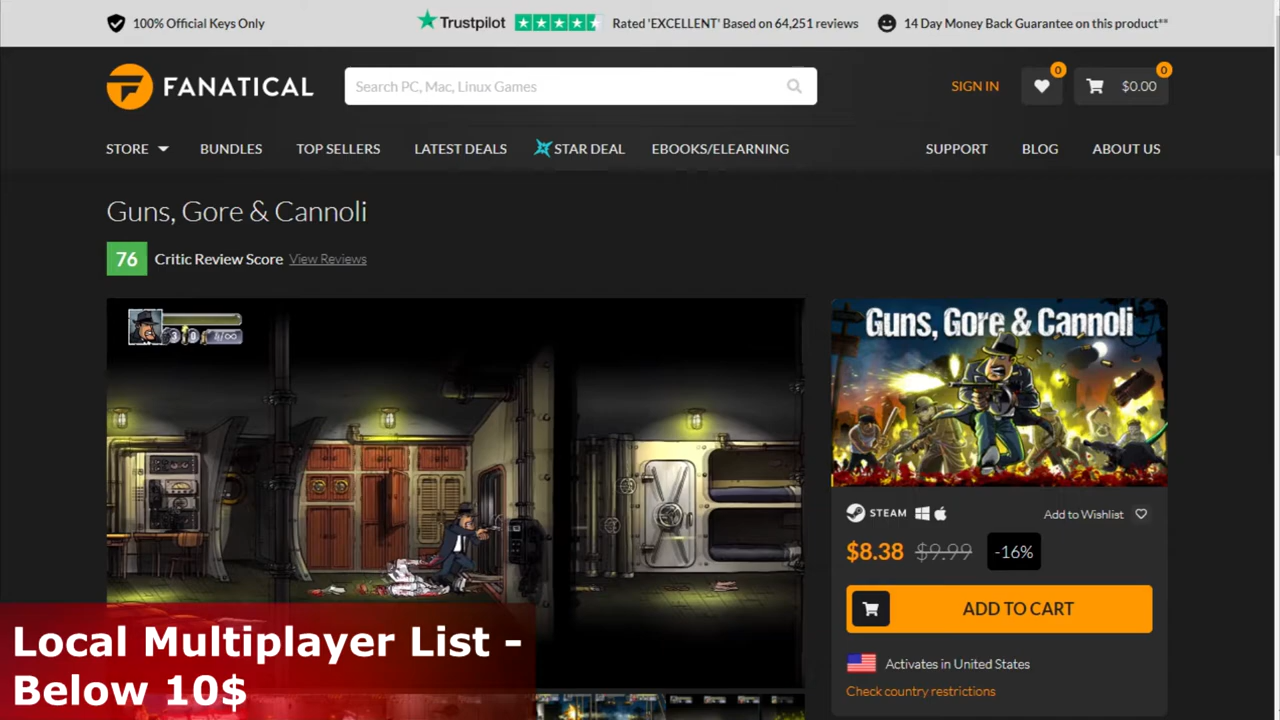 100% Official Keys Only
Trustpilot
Rated 'EXCELLENT' Based on 64,251 reviews
14 Day Money Back Guarantee on this product**
FANATICAL
Search PC, Mac, Linux Games
SIGN IN
0
0
$0.00
STORE
BUNDLES
TOP SELLERS
LATEST DEALS
STAR DEAL
EBOOKS/ELEARNING
SUPPORT
BLOG
ABOUT US
Guns, Gore & Cannoli
76
Critic Review Score
View Reviews
3
0
8/∞
Guns, Gore & Cannoli
STEAM
Add to Wishlist
$8.38
$9.99
-16%
ADD TO CART
Activates in United States
Check country restrictions
Local Multiplayer List -
Below 10$